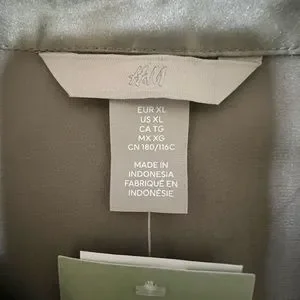 H&M
EUR XL
US XL
CA TG
MX XG
CN 180/116C
MADE IN
INDONESIA
FABRIQUÉ EN
INDONÉSIE